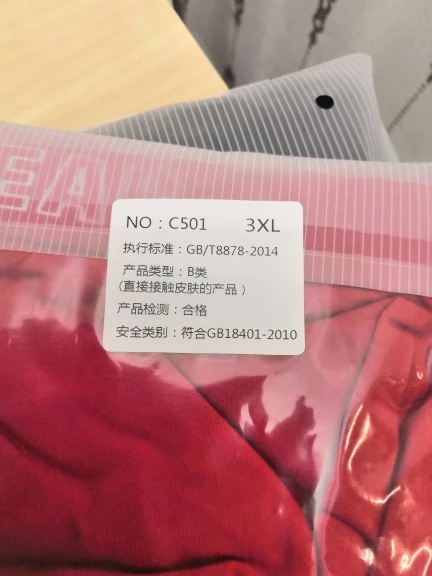 NO：C501 3XL
执行标准：GB/T8878-2014
产品类型：B类
(直接接触皮肤的产品）
产品检测：合格
安全类别：符合GB18401-2010